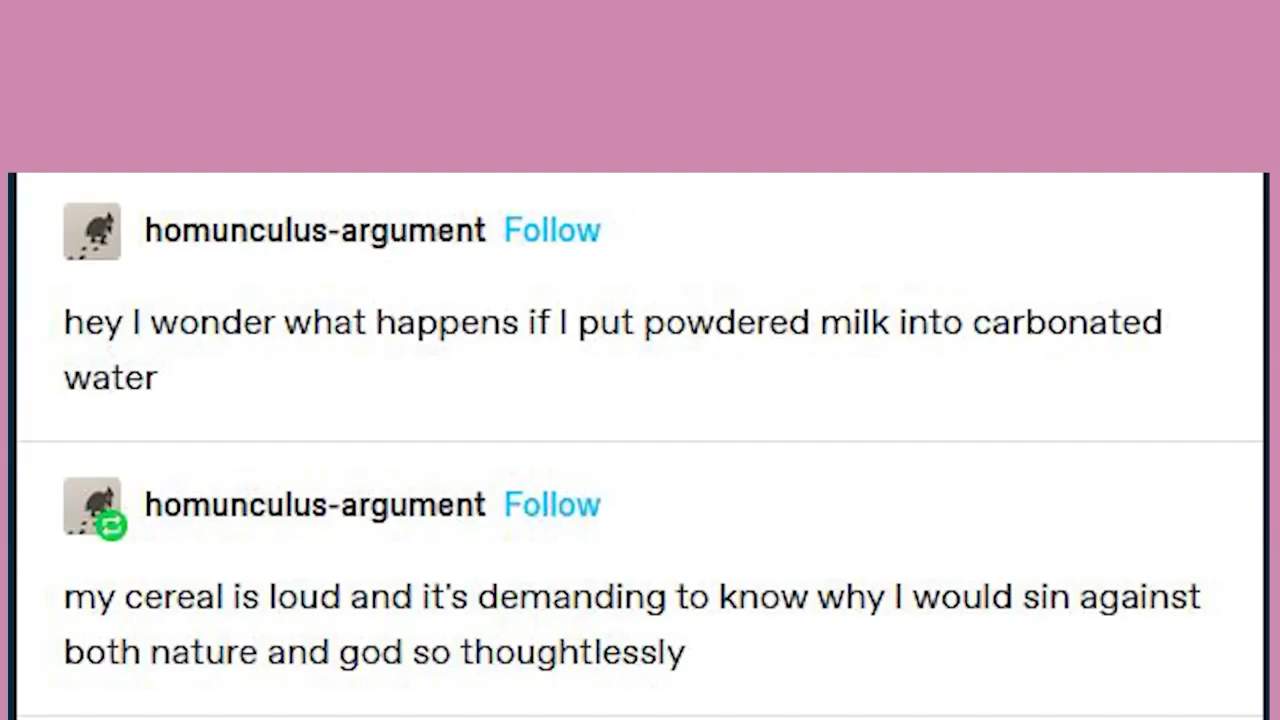 homunculus-argument Follow
hey I wonder what happens if I put powdered milk into carbonated
water
homunculus-argument Follow
my cereal is loud and it's demanding to know why I would sin against
both nature and god so thoughtlessly